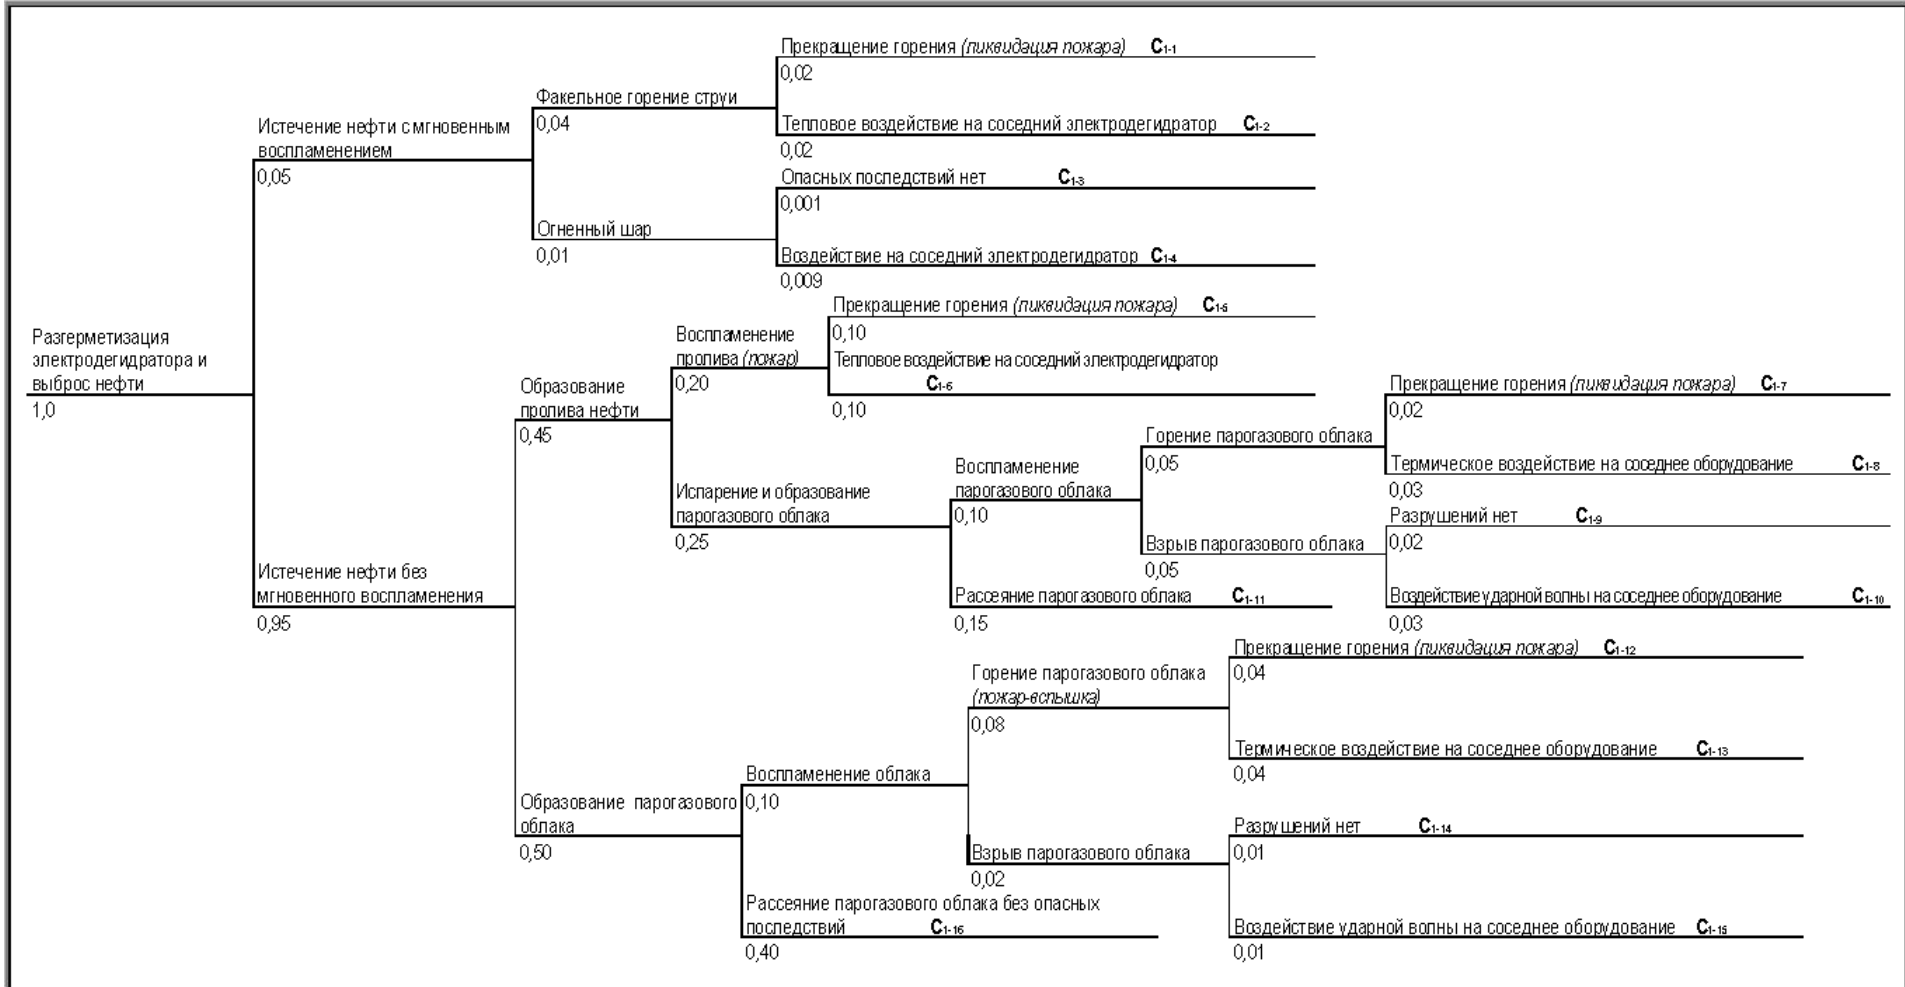 Прекращение горения (ликвидация пожара) С1-1
0,02
Факельное горение струи
0,04
Тепловое воздействие на соседний электродегидратор С1-2
0,02
Истечение нефти с мгновенным
воспламенением
0,05
Опасных последствий нет С1-3
0,001
Огненный шар
0,01
Воздействие на соседний электродегидратор С1-4
0,009
Разгерметизация
электродегидратора и
выброс нефти
1,0
Прекращение горения (ликвидация пожара) С1-5
0,10
Воспламенение
пролива (пожар)
0,20
Тепловое воздействие на соседний электродегидратор
С1-6
0,10
Образование
пролива нефти
0,45
Прекращение горения (ликвидация пожара) С1-7
0,02
Горение парогазового облака
0,05
Термическое воздействие на соседнее оборудование С1-8
0,03
Воспламенение
парогазового облака
0,10
Испарение и образование
парогазового облака
0,25
Разрушений нет С1-9
0,02
Взрыв парогазового облака
0,05
Воздействие ударной волны на соседнее оборудование С1-10
0,03
Рассеяние парогазового облака С1-11
0,15
Истечение нефти без
мгновенного воспламенения
0,95
Прекращение горения (ликвидация пожара) С1-12
0,04
Горение парогазового облака
(пожар-вспышка)
0,08
Термическое воздействие на соседнее оборудование С1-13
0,04
Воспламенение облака
0,10
Образование парогазового
облака
0,50
Разрушений нет С1-14
0,01
Взрыв парогазового облака
0,02
Воздействие ударной волны на соседнее оборудование С1-15
0,01
Рассеяние парогазового облака без опасных
последствий С1-16
0,40